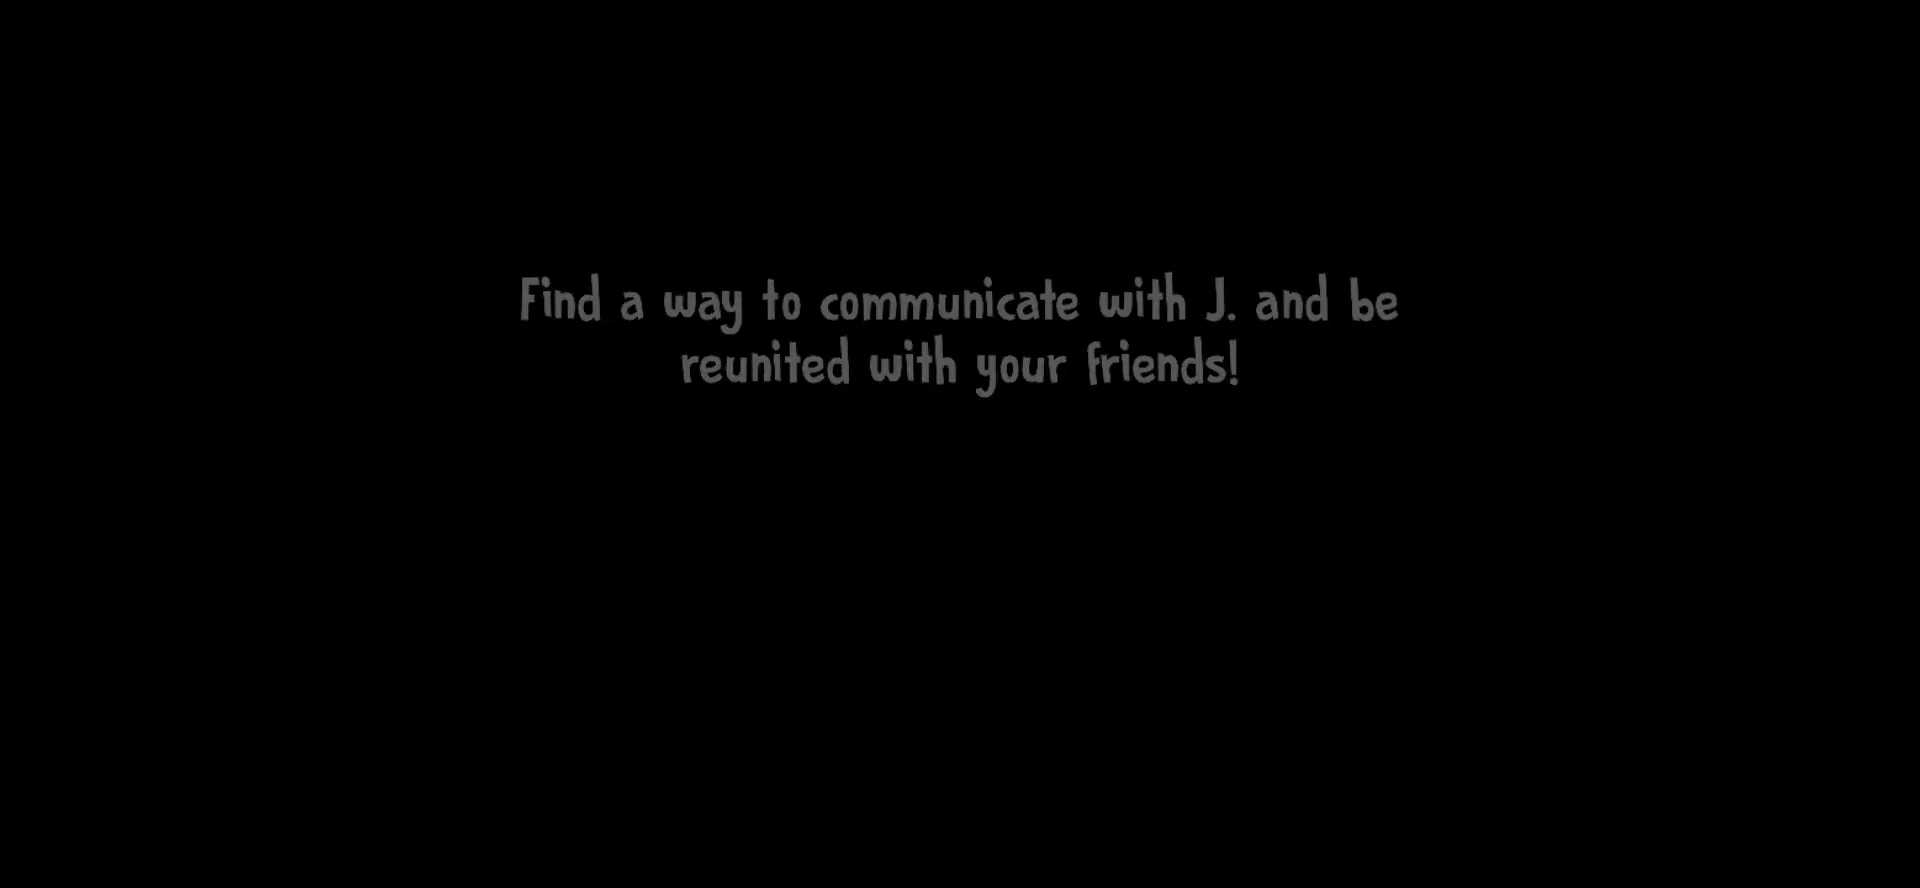 Find a way to communicate with J. and be
reunited with your friends!